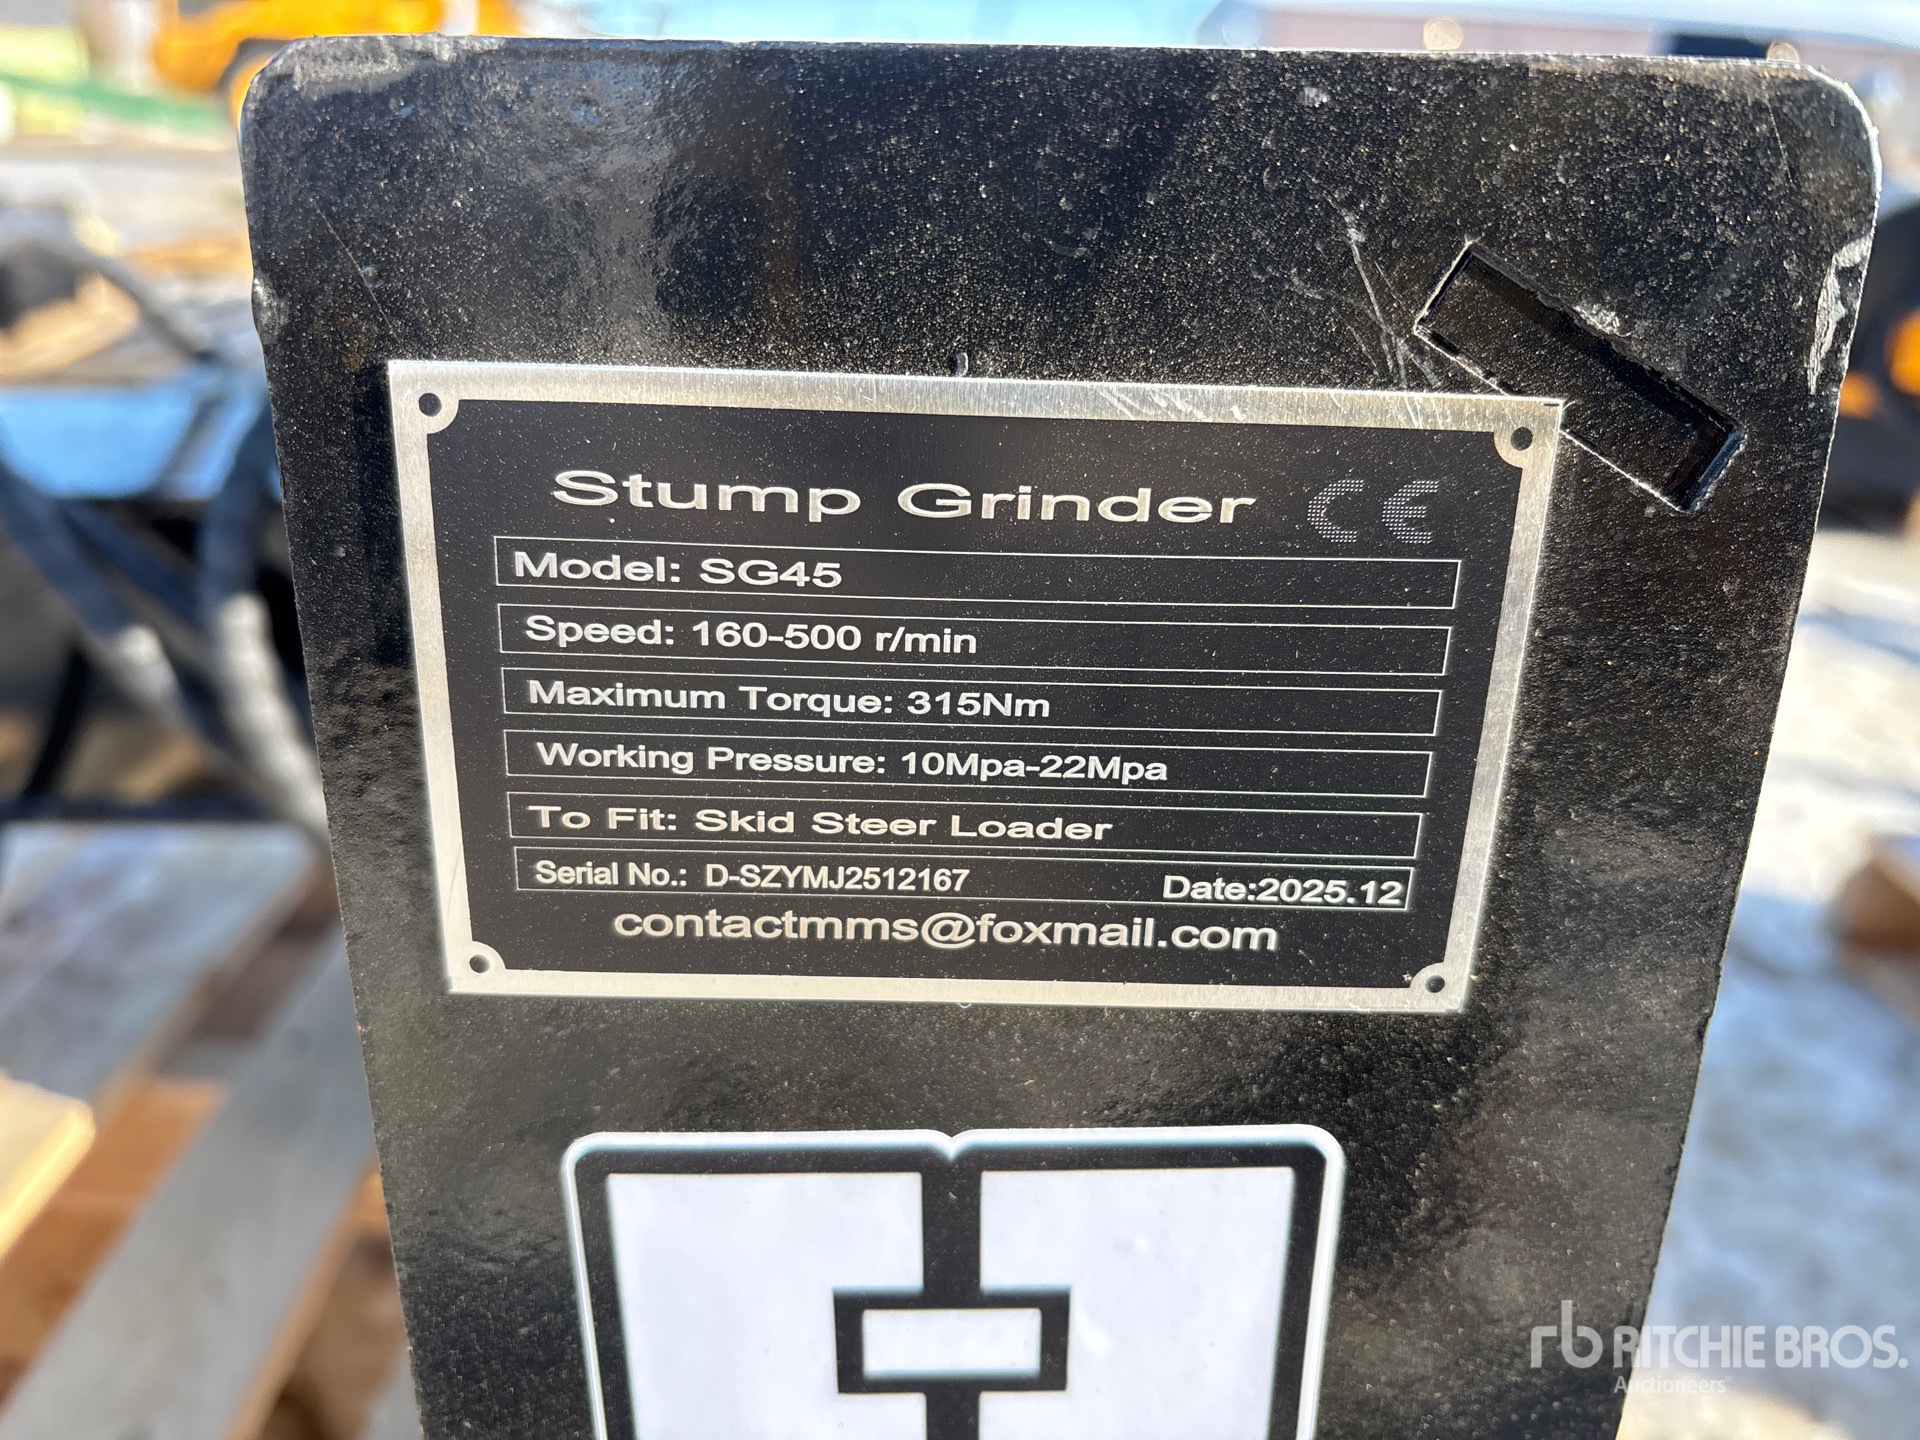 Stump Grinder CE
Model: SG45
Speed: 160-500 r/min
Maximum Torque: 315Nm
Working Pressure: 10Mpa-22Mpa
To Fit: Skid Steer Loader
Serial No.: D-SZYMJ2512167 Date:2025.12
contactmms@foxmail.com
rb RITCHIE BROS.
Auctioneers